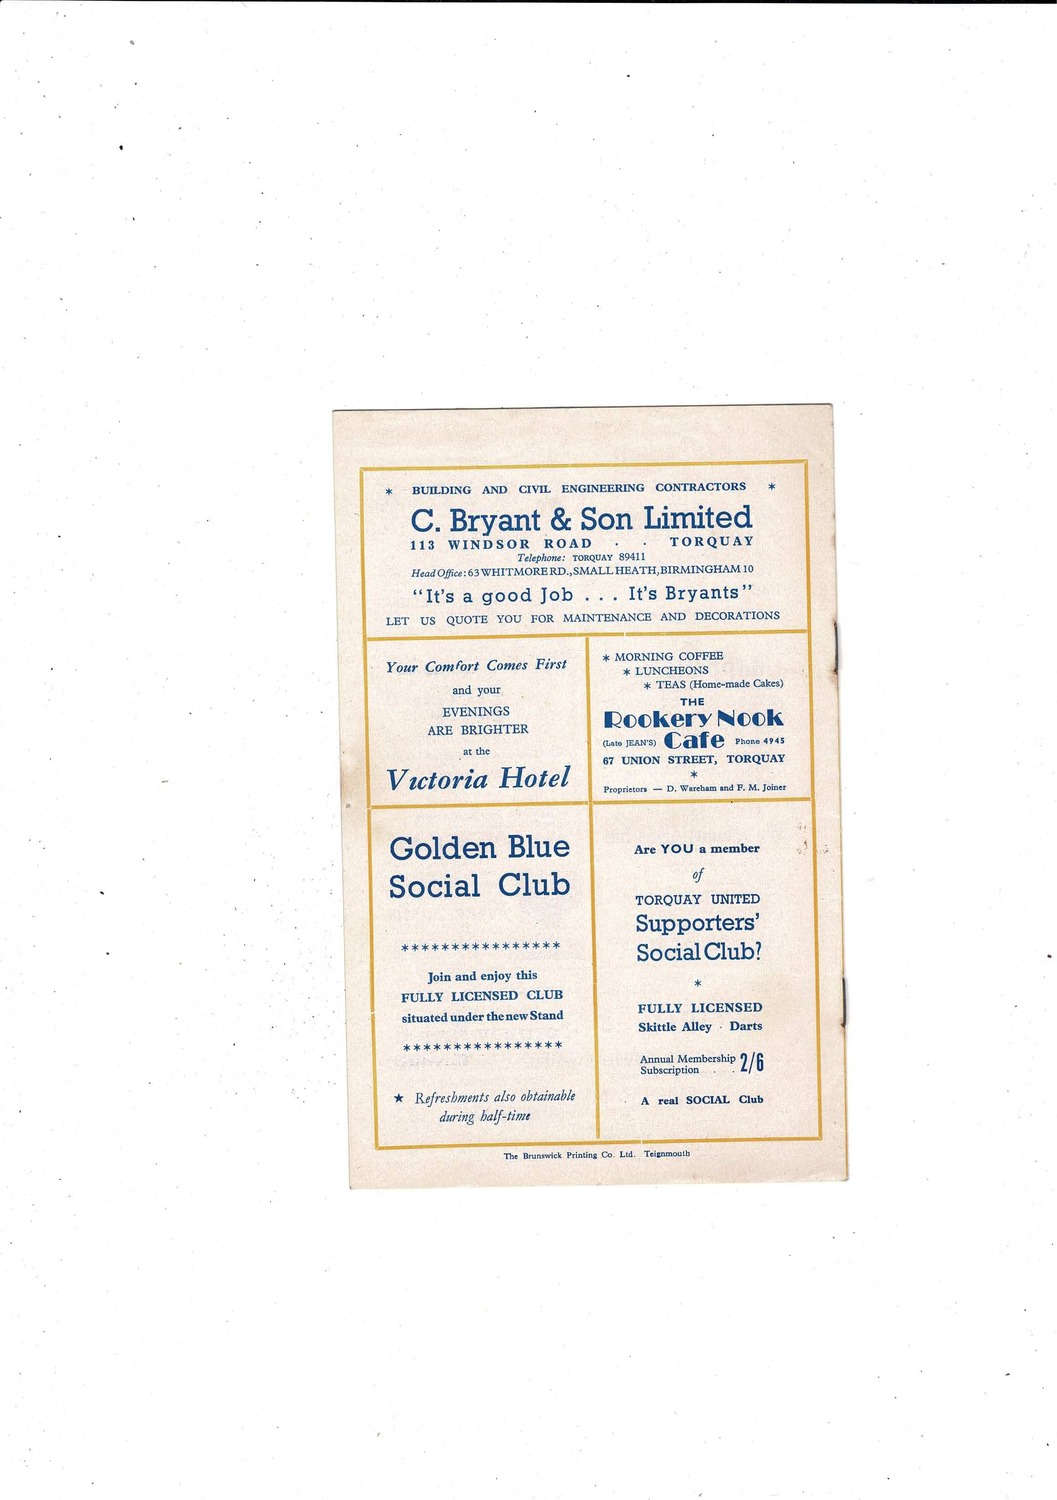 * BUILDING AND CIVIL ENGINEERING CONTRACTORS *
C. Bryant & Son Limited
113 WINDSOR ROAD . . TORQUAY
Telephone: TORQUAY 89411
Head Office: 63 WHITMORE RD., SMALL HEATH, BIRMINGHAM 10
"It's a good Job . . . It's Bryants"
LET US QUOTE YOU FOR MAINTENANCE AND DECORATIONS
Your Comfort Comes First
and your
EVENINGS
ARE BRIGHTER
at the
Victoria Hotel
* MORNING COFFEE
* LUNCHEONS
* TEAS (Home-made Cakes)
THE
Rookery Nook
(Late JEAN'S) Cafe Phone 4945
67 UNION STREET, TORQUAY
*
Proprietors — D. Wareham and F. M. Joiner
Golden Blue
Social Club
****************
Join and enjoy this
FULLY LICENSED CLUB
situated under the new Stand
****************
★ Refreshments also obtainable
during half-time
Are YOU a member
of
TORQUAY UNITED
Supporters'
Social Club?
*
FULLY LICENSED
Skittle Alley · Darts
Annual Membership 2/6
Subscription . .
A real SOCIAL Club
The Brunswick Printing Co. Ltd. Teignmouth